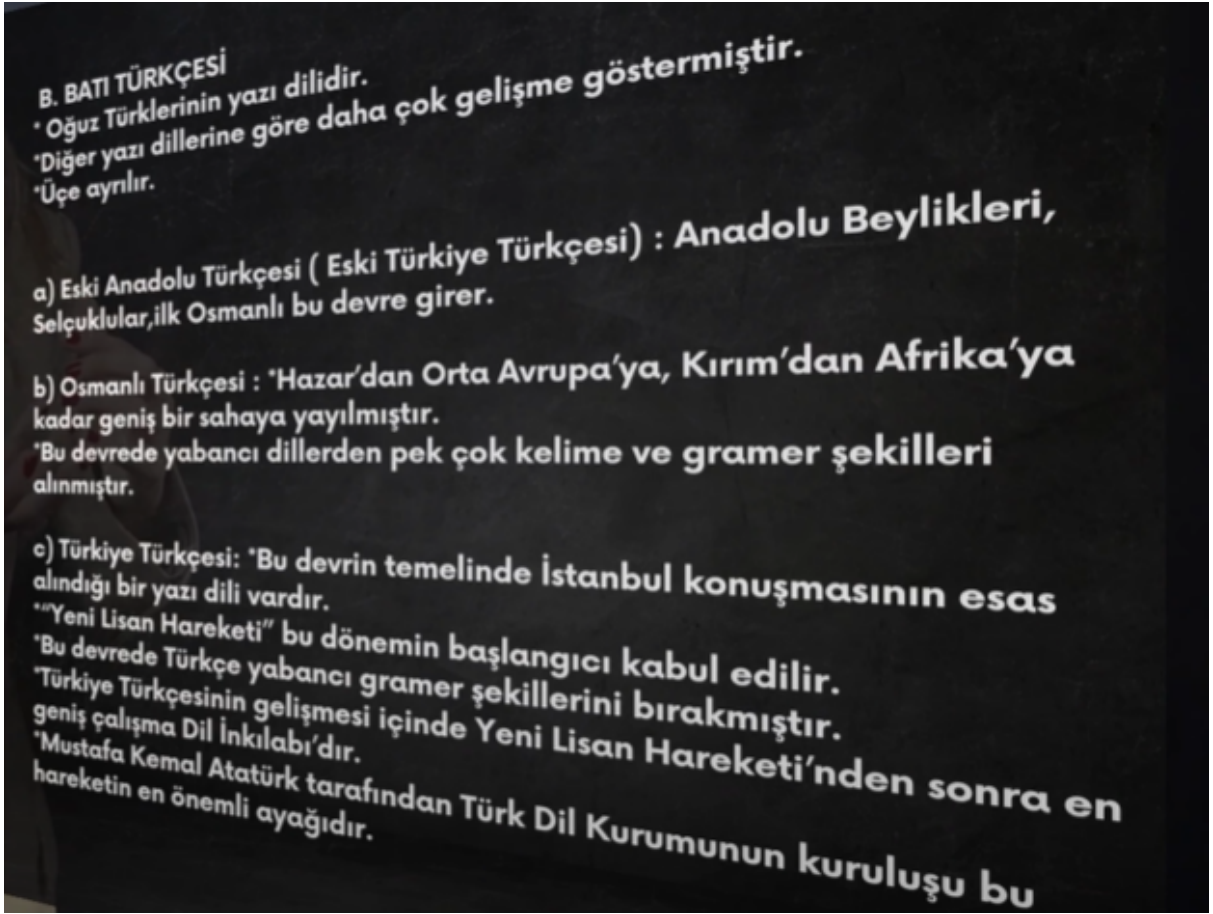 B. BATI TÜRKÇESİ
* Oğuz Türklerinin yazı dilidir.
*Diğer yazı dillerine göre daha çok gelişme göstermiştir.
*Üçe ayrılır.
a) Eski Anadolu Türkçesi ( Eski Türkiye Türkçesi) : Anadolu Beylikleri,
Selçuklular,ilk Osmanlı bu devre girer.
b) Osmanlı Türkçesi : *Hazar'dan Orta Avrupa'ya, Kırım'dan Afrika'ya
kadar geniş bir sahaya yayılmıştır.
*Bu devrede yabancı dillerden pek çok kelime ve gramer şekilleri
alınmıştır.
c) Türkiye Türkçesi: *Bu devrin temelinde İstanbul konuşmasının esas
alındığı bir yazı dili vardır.
*"Yeni Lisan Hareketi" bu dönemin başlangıcı kabul edilir.
*Bu devrede Türkçe yabancı gramer şekillerini bırakmıştır.
*Türkiye Türkçesinin gelişmesi içinde Yeni Lisan Hareketi'nden sonra en
geniş çalışma Dil İnkılabı'dır.
*Mustafa Kemal Atatürk tarafından Türk Dil Kurumunun kuruluşu bu
hareketin en önemli ayağıdır.